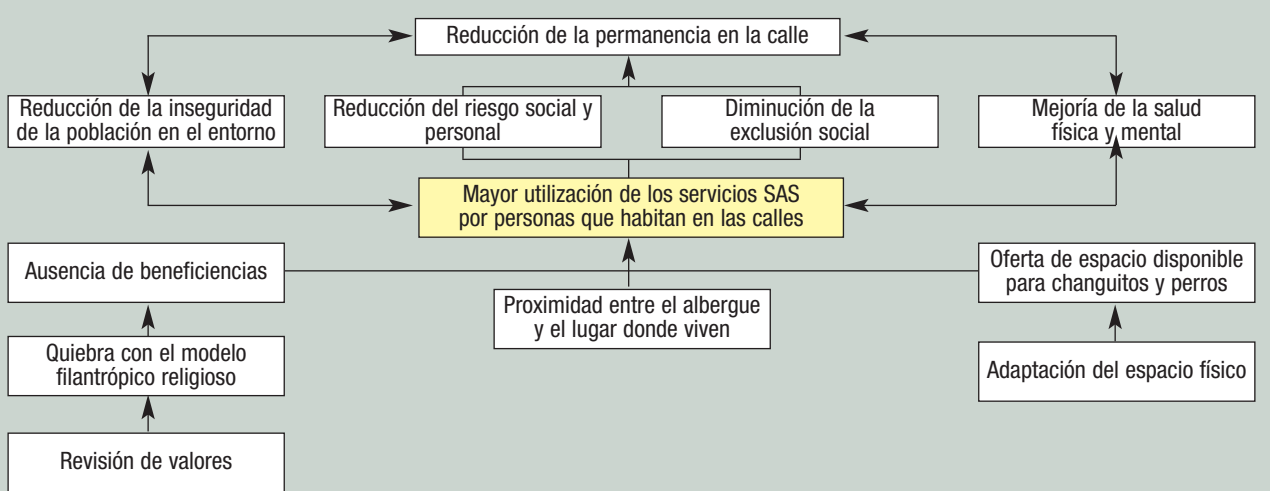 Reducción de la permanencia en la calle
Reducción de la inseguridad
de la población en el entorno
Reducción del riesgo social y
personal
Diminución de la
exclusión social
Mejoría de la salud
física y mental
Mayor utilización de los servicios SAS
por personas que habitan en las calles
Ausencia de beneficiencias
Proximidad entre el albergue
y el lugar donde viven
Oferta de espacio disponible
para changuitos y perros
Quiebra con el modelo
filantrópico religioso
Adaptación del espacio físico
Revisión de valores